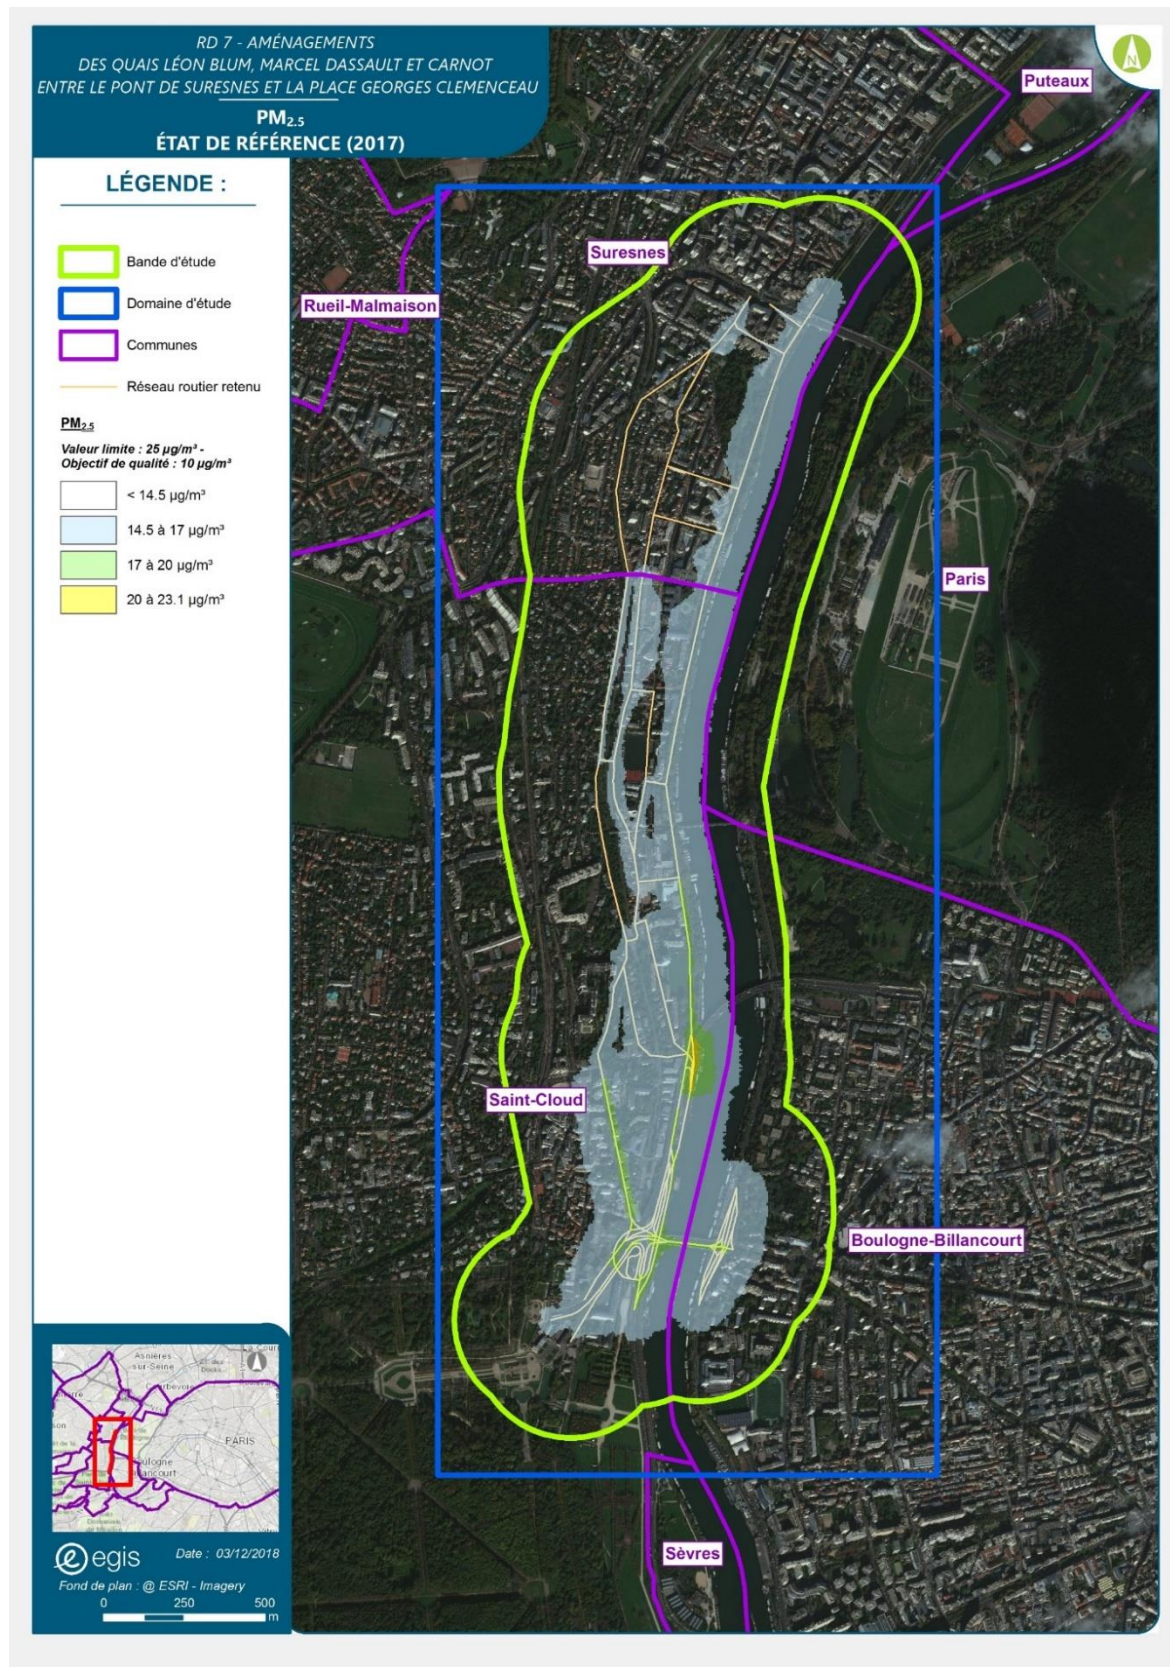 RD 7 - AMÉNAGEMENTS
DES QUAIS LÉON BLUM, MARCEL DASSAULT ET CARNOT
ENTRE LE PONT DE SURESNES ET LA PLACE GEORGES CLEMENCEAU
PM2.5
ÉTAT DE RÉFÉRENCE (2017)
N
LÉGENDE :
Bande d'étude
Domaine d'étude
Communes
Réseau routier retenu
PM2.5
Valeur limite : 25 µg/m³ -
Objectif de qualité : 10 µg/m³
< 14.5 µg/m³
14.5 à 17 µg/m³
17 à 20 µg/m³
20 à 23.1 µg/m³
Puteaux
Suresnes
Rueil-Malmaison
Paris
Saint-Cloud
Boulogne-Billancourt
Sèvres
Asnières
sur-Seine
Courbevoie
PARIS
egis
Date : 03/12/2018
Fond de plan : @ ESRI - Imagery
0 250 500
m